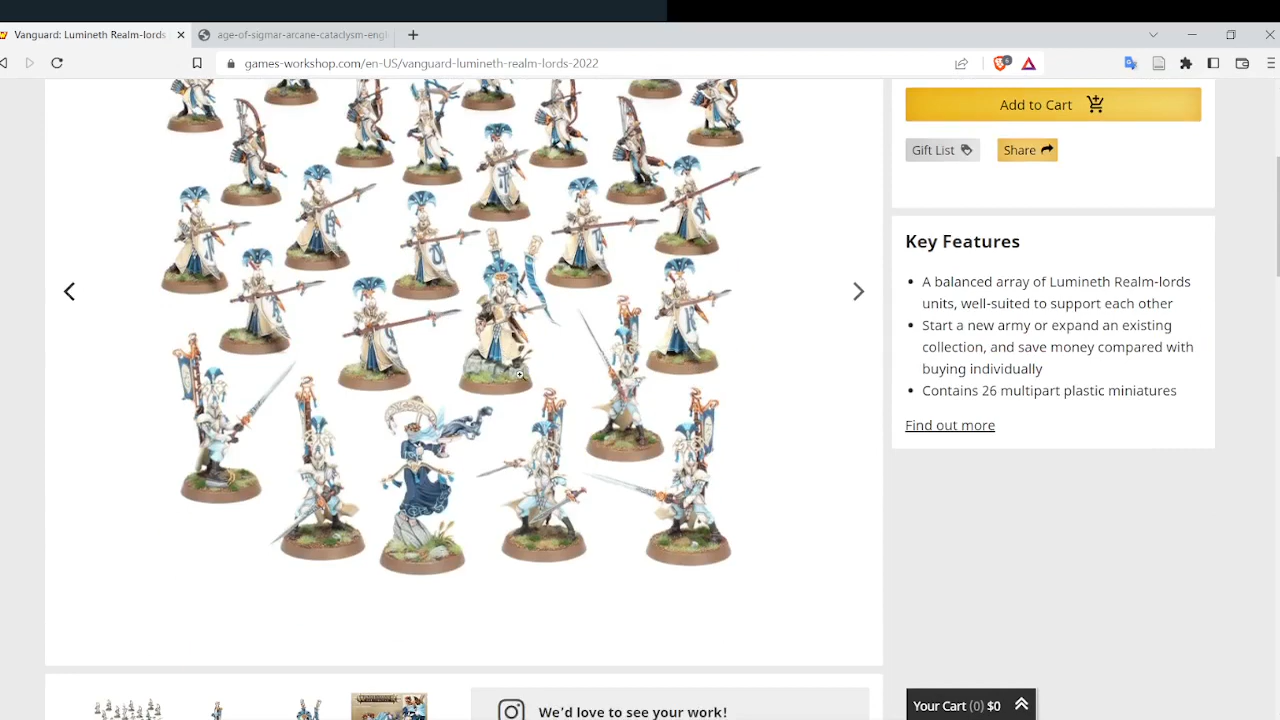 Vanguard: Lumineth Realm-lords
age-of-sigmar-arcane-cataclysm-engl
games-workshop.com/en-US/vanguard-lumineth-realm-lords-2022
Add to Cart
Gift List
Share
Key Features
A balanced array of Lumineth Realm-lords
units, well-suited to support each other
Start a new army or expand an existing
collection, and save money compared with
buying individually
Contains 26 multipart plastic miniatures
Find out more
We'd love to see your work!
Your Cart (0) $0